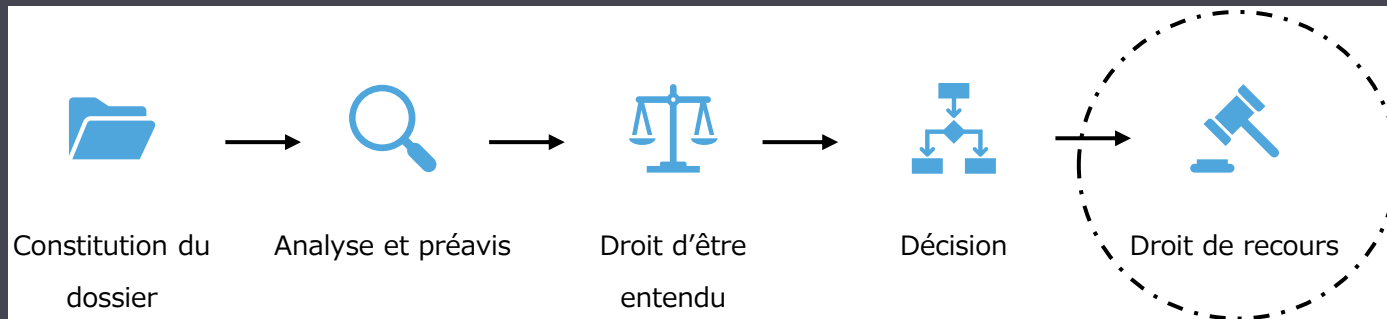 Constitution du
dossier
Analyse et préavis
Droit d’être
entendu
Décision
Droit de recours